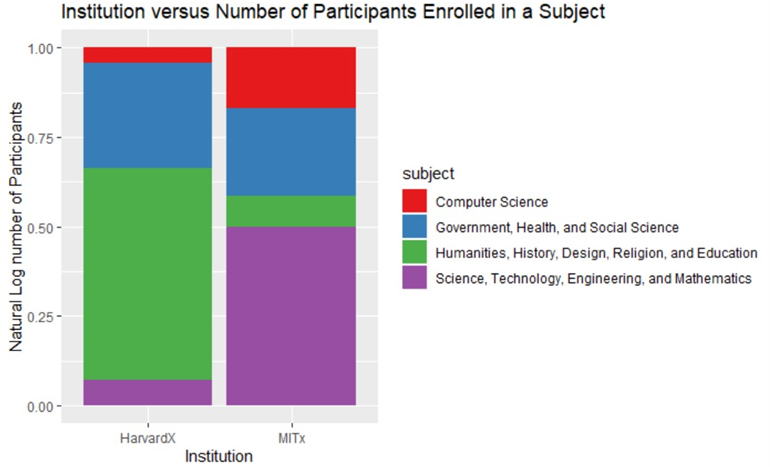 Institution versus Number of Participants Enrolled in a Subject
Natural Log number of Participants
1.00
0.75
0.50
0.25
0.00
HarvardX
MITx
Institution
subject
Computer Science
Government, Health, and Social Science
Humanities, History, Design, Religion, and Education
Science, Technology, Engineering, and Mathematics